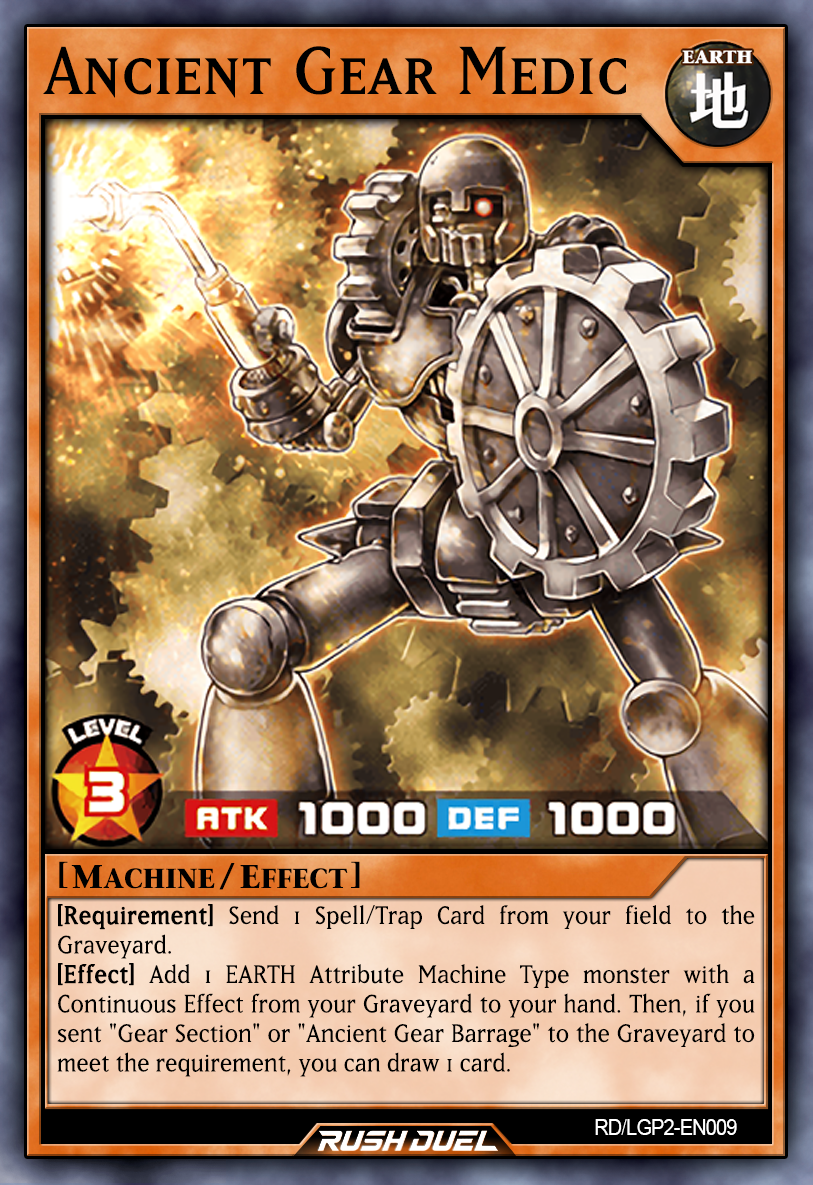 Ancient Gear Medic
EARTH
地
LEVEL
3
ATK 1000 DEF 1000
[Machine/Effect]
[Requirement] Send 1 Spell/Trap Card from your field to the
Graveyard.
[Effect] Add 1 EARTH Attribute Machine Type monster with a
Continuous Effect from your Graveyard to your hand. Then, if you
sent "Gear Section" or "Ancient Gear Barrage" to the Graveyard to
meet the requirement, you can draw 1 card.
RD/LGP2-EN009
RUSH DUEL